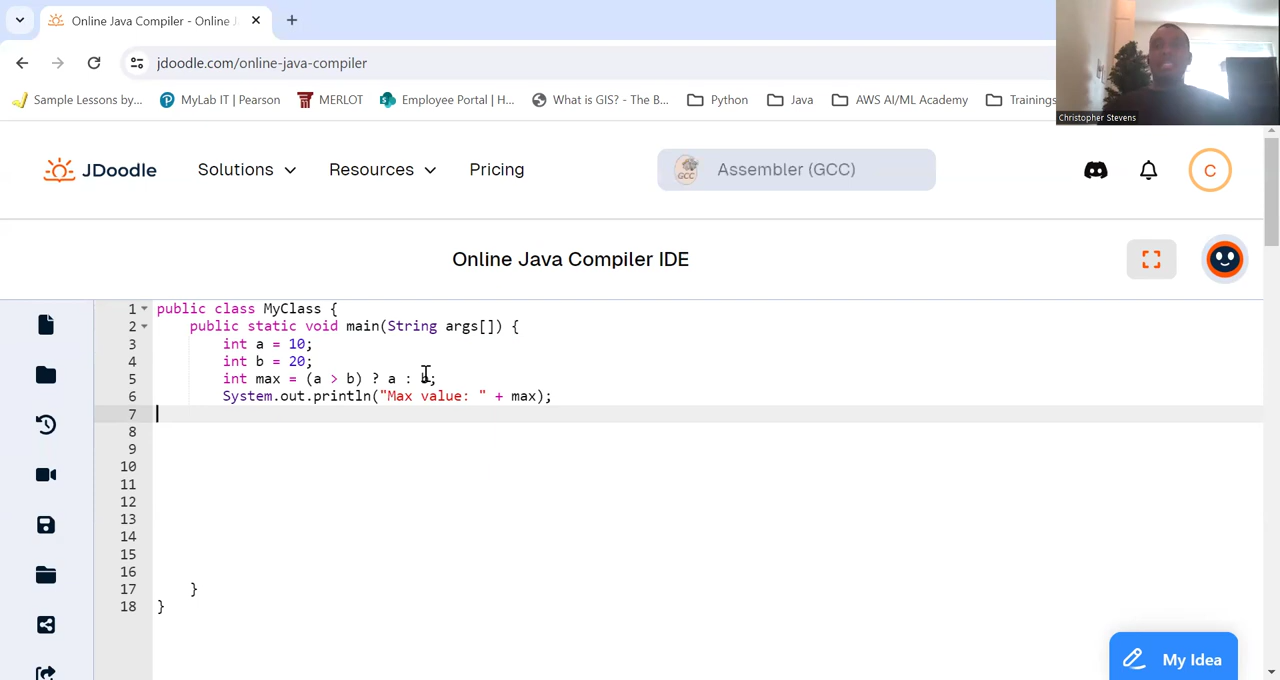 Online Java Compiler - Online J
jdoodle.com/online-java-compiler
Sample Lessons by... MyLab IT | Pearson MERLOT Employee Portal | H... What is GIS? - The B... Python Java AWS AI/ML Academy Trainings
Christopher Stevens
JDoodle Solutions Resources Pricing GCC Assembler (GCC) C
Online Java Compiler IDE
1 public class MyClass {
2 public static void main(String args[]) {
3 int a = 10;
4 int b = 20;
5 int max = (a > b) ? a : b;
6 System.out.println("Max value: " + max);
7
8
9
10
11
12
13
14
15
16
17 }
18 }
My Idea